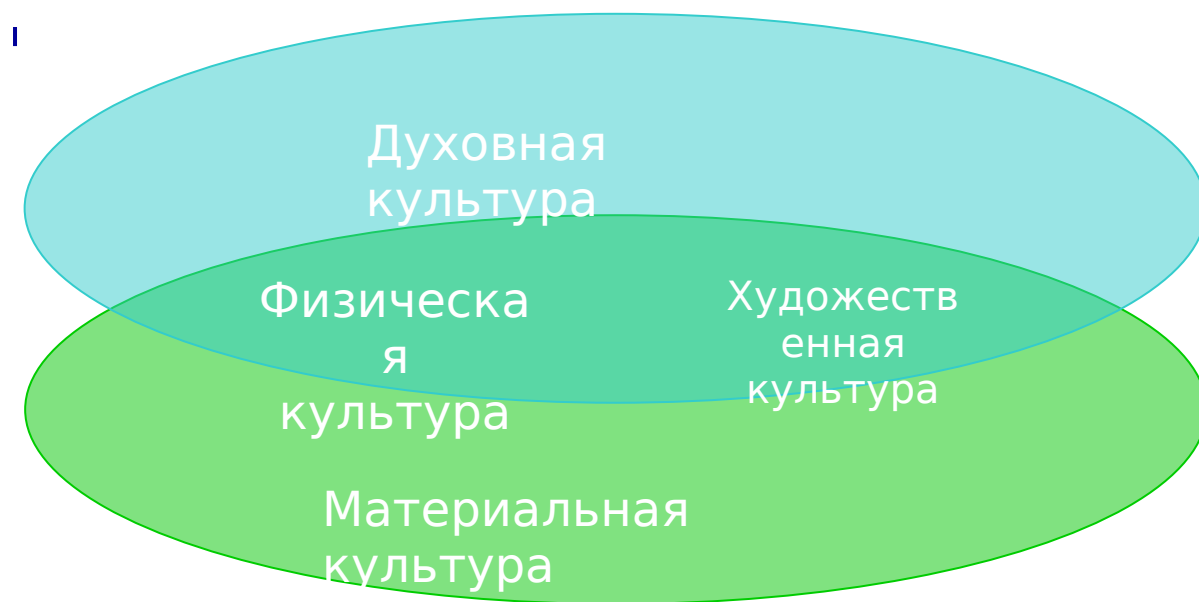 Духовная
культура
Физическа
я
культура
Художеств
енная
культура
Материальная
культура